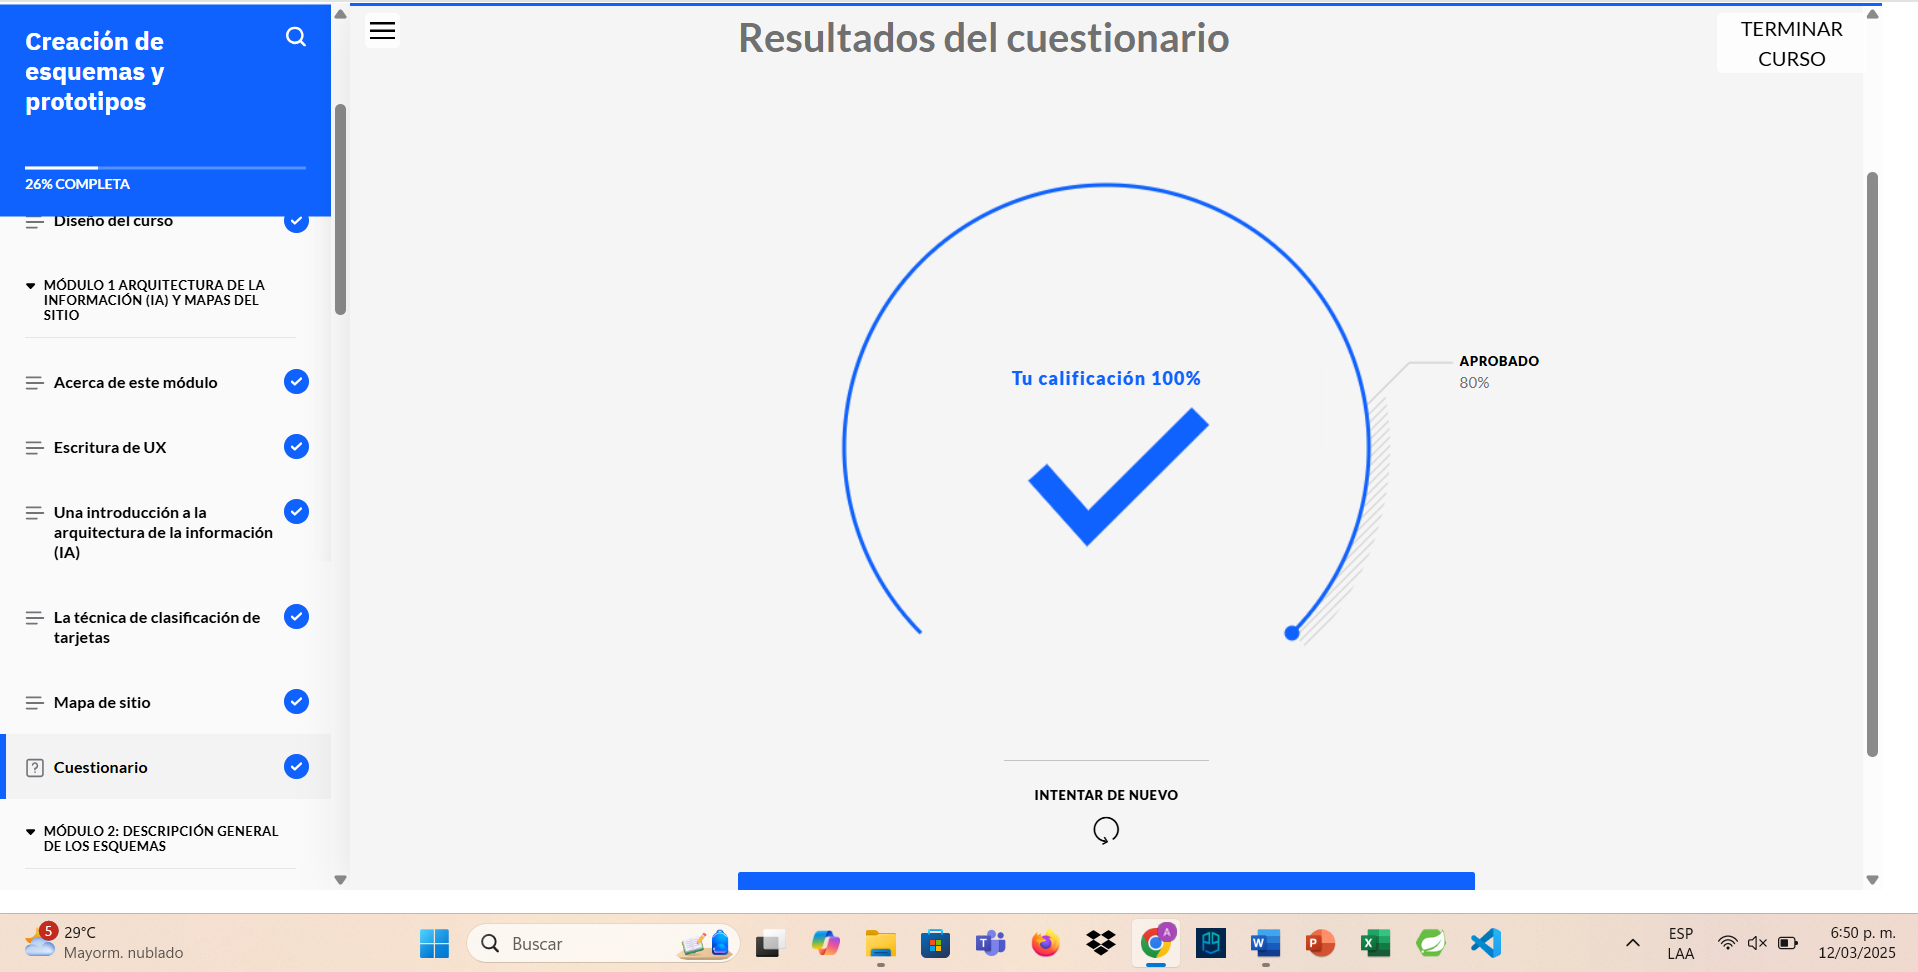 Creación de
esquemas y
prototipos
26% COMPLETA
Diseño del curso
MÓDULO 1 ARQUITECTURA DE LA
INFORMACIÓN (IA) Y MAPAS DEL
SITIO
Acerca de este módulo
Escritura de UX
Una introducción a la
arquitectura de la información
(IA)
La técnica de clasificación de
tarjetas
Mapa de sitio
Cuestionario
MÓDULO 2: DESCRIPCIÓN GENERAL
DE LOS ESQUEMAS
Resultados del cuestionario
TERMINAR
CURSO
Tu calificación 100%
APROBADO
80%
INTENTAR DE NUEVO
5
29°C
Mayorm. nublado
Buscar
A
ESP
LAA
6:50 p. m.
12/03/2025